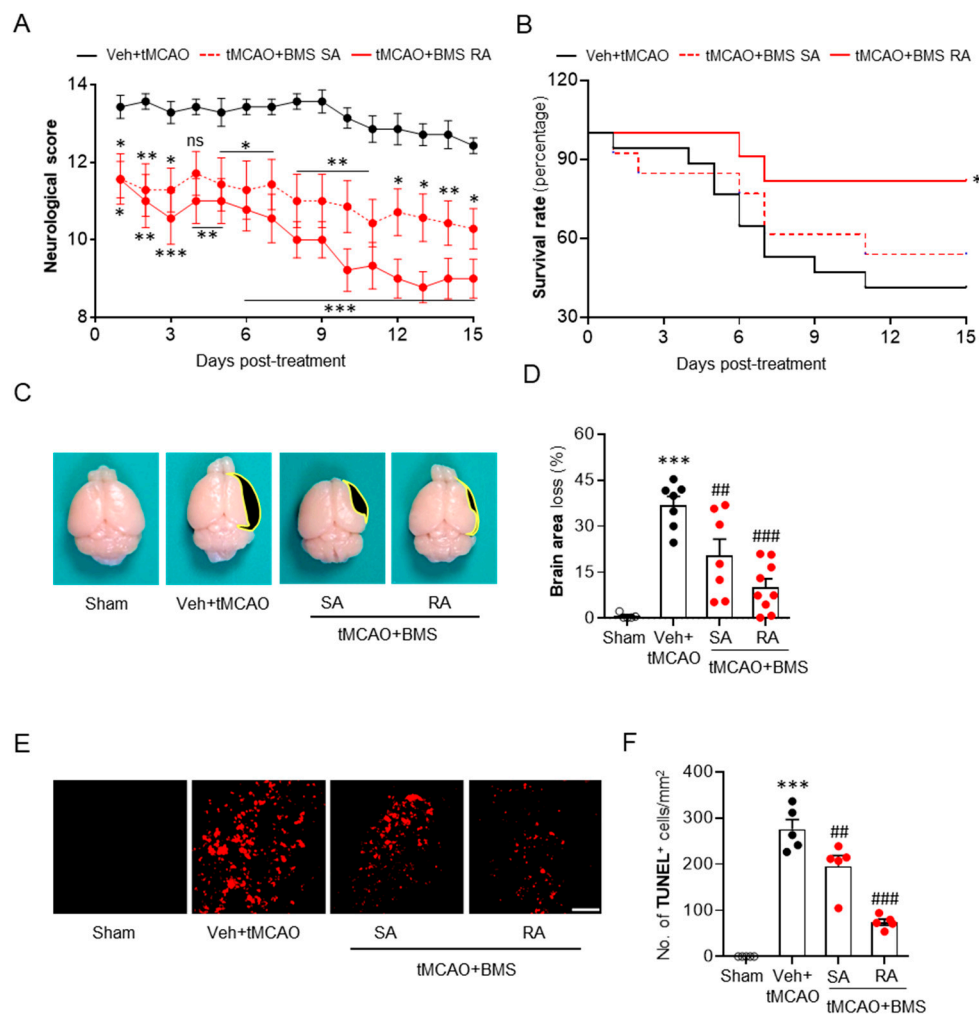 A
Veh+tMCAO tMCAO+BMS SA tMCAO+BMS RA
Neurological score
14
12
10
8
* ** * ns * ** * * ** *
* ** *** ** ***
0 3 6 9 12 15
Days post-treatment
B
Veh+tMCAO tMCAO+BMS SA tMCAO+BMS RA
Survival rate (percentage)
120
90
60
30
*
0 3 6 9 12 15
Days post-treatment
C
Sham Veh+tMCAO SA RA
tMCAO+BMS
D
Brain area loss (%)
60
45
30
15
0
*** ## ###
Sham Veh+ SA RA
tMCAO tMCAO+BMS
E
Sham Veh+tMCAO SA RA
tMCAO+BMS
F
No. of TUNEL⁺ cells/mm²
400
300
200
100
0
*** ## ###
Sham Veh+ SA RA
tMCAO tMCAO+BMS